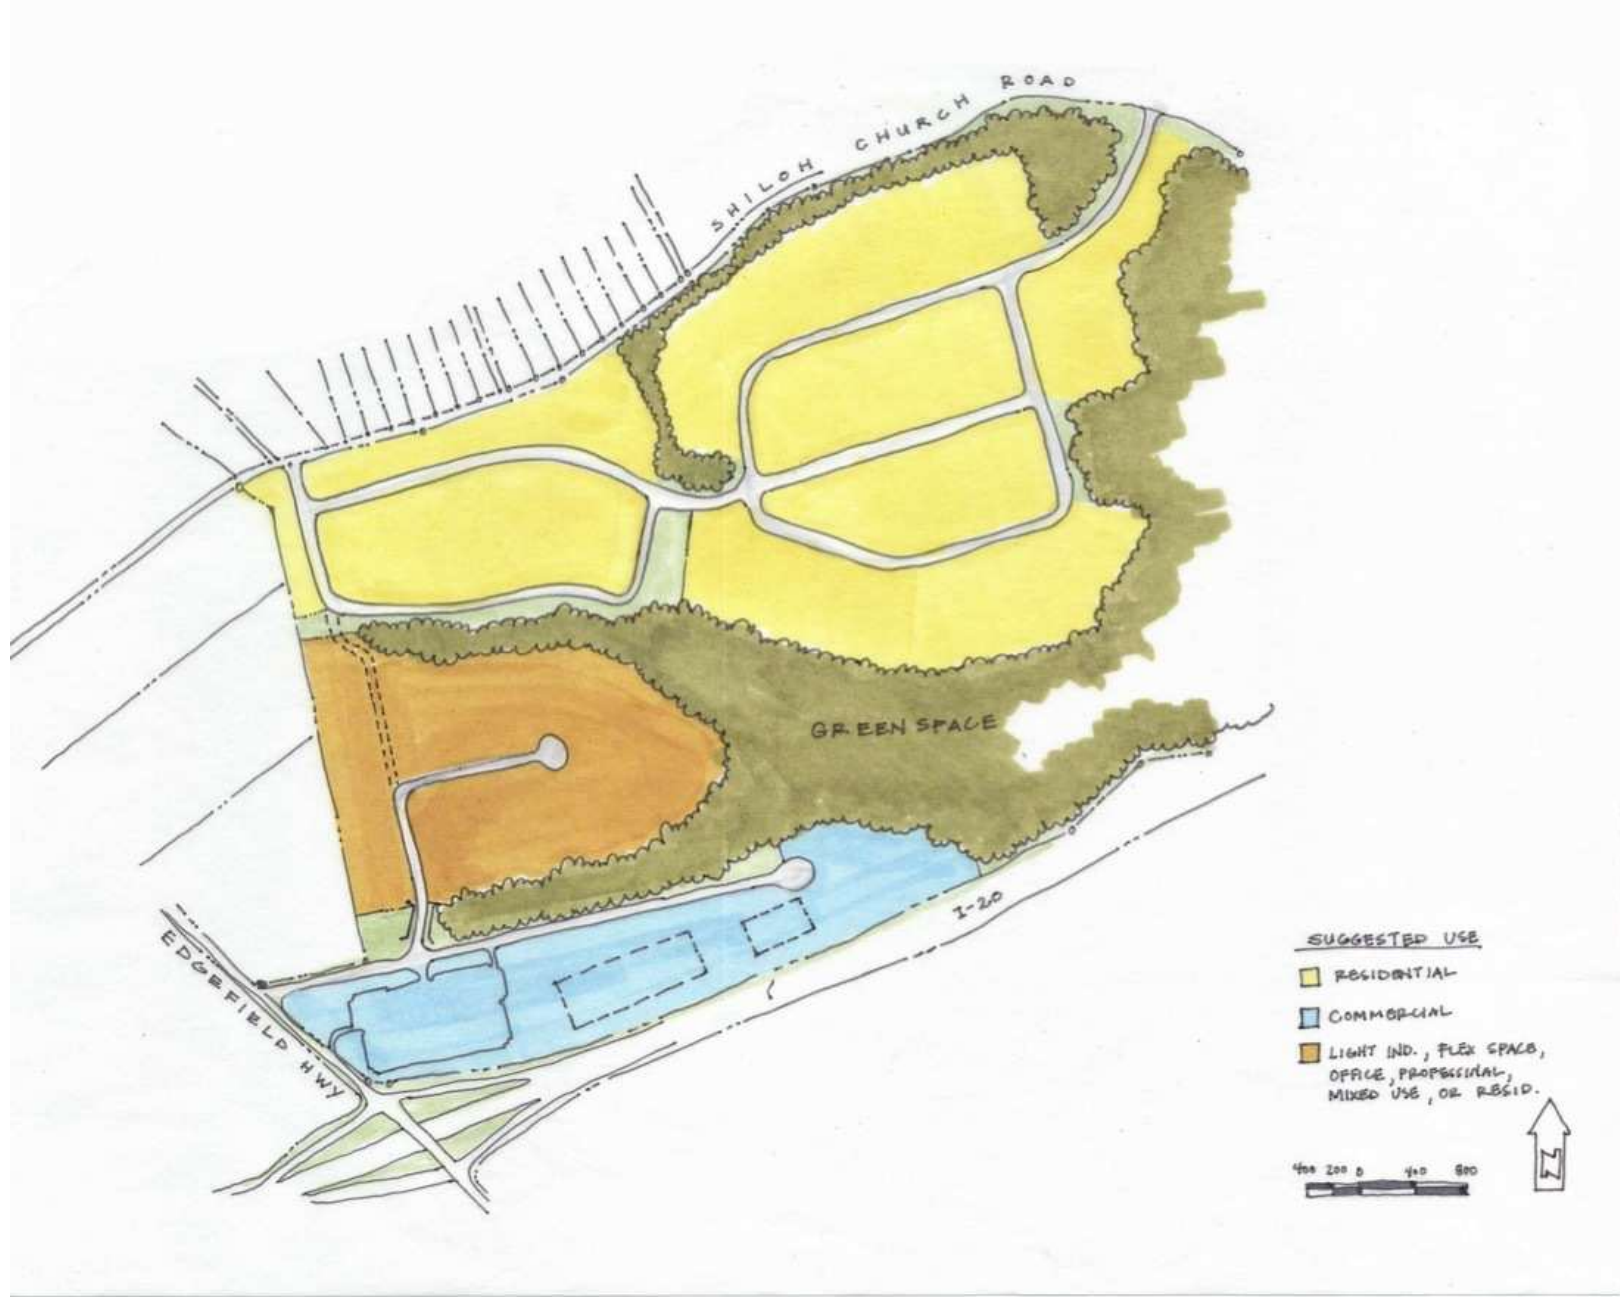 SHILOH CHURCH ROAD
GREEN SPACE
I-20
EDGEFIELD HWY
SUGGESTED USE
RESIDENTIAL
COMMERCIAL
LIGHT IND., FLEX SPACE,
OFFICE, PROFESSIONAL,
MIXED USE, OR RESID.
400 200 0 400 800
N